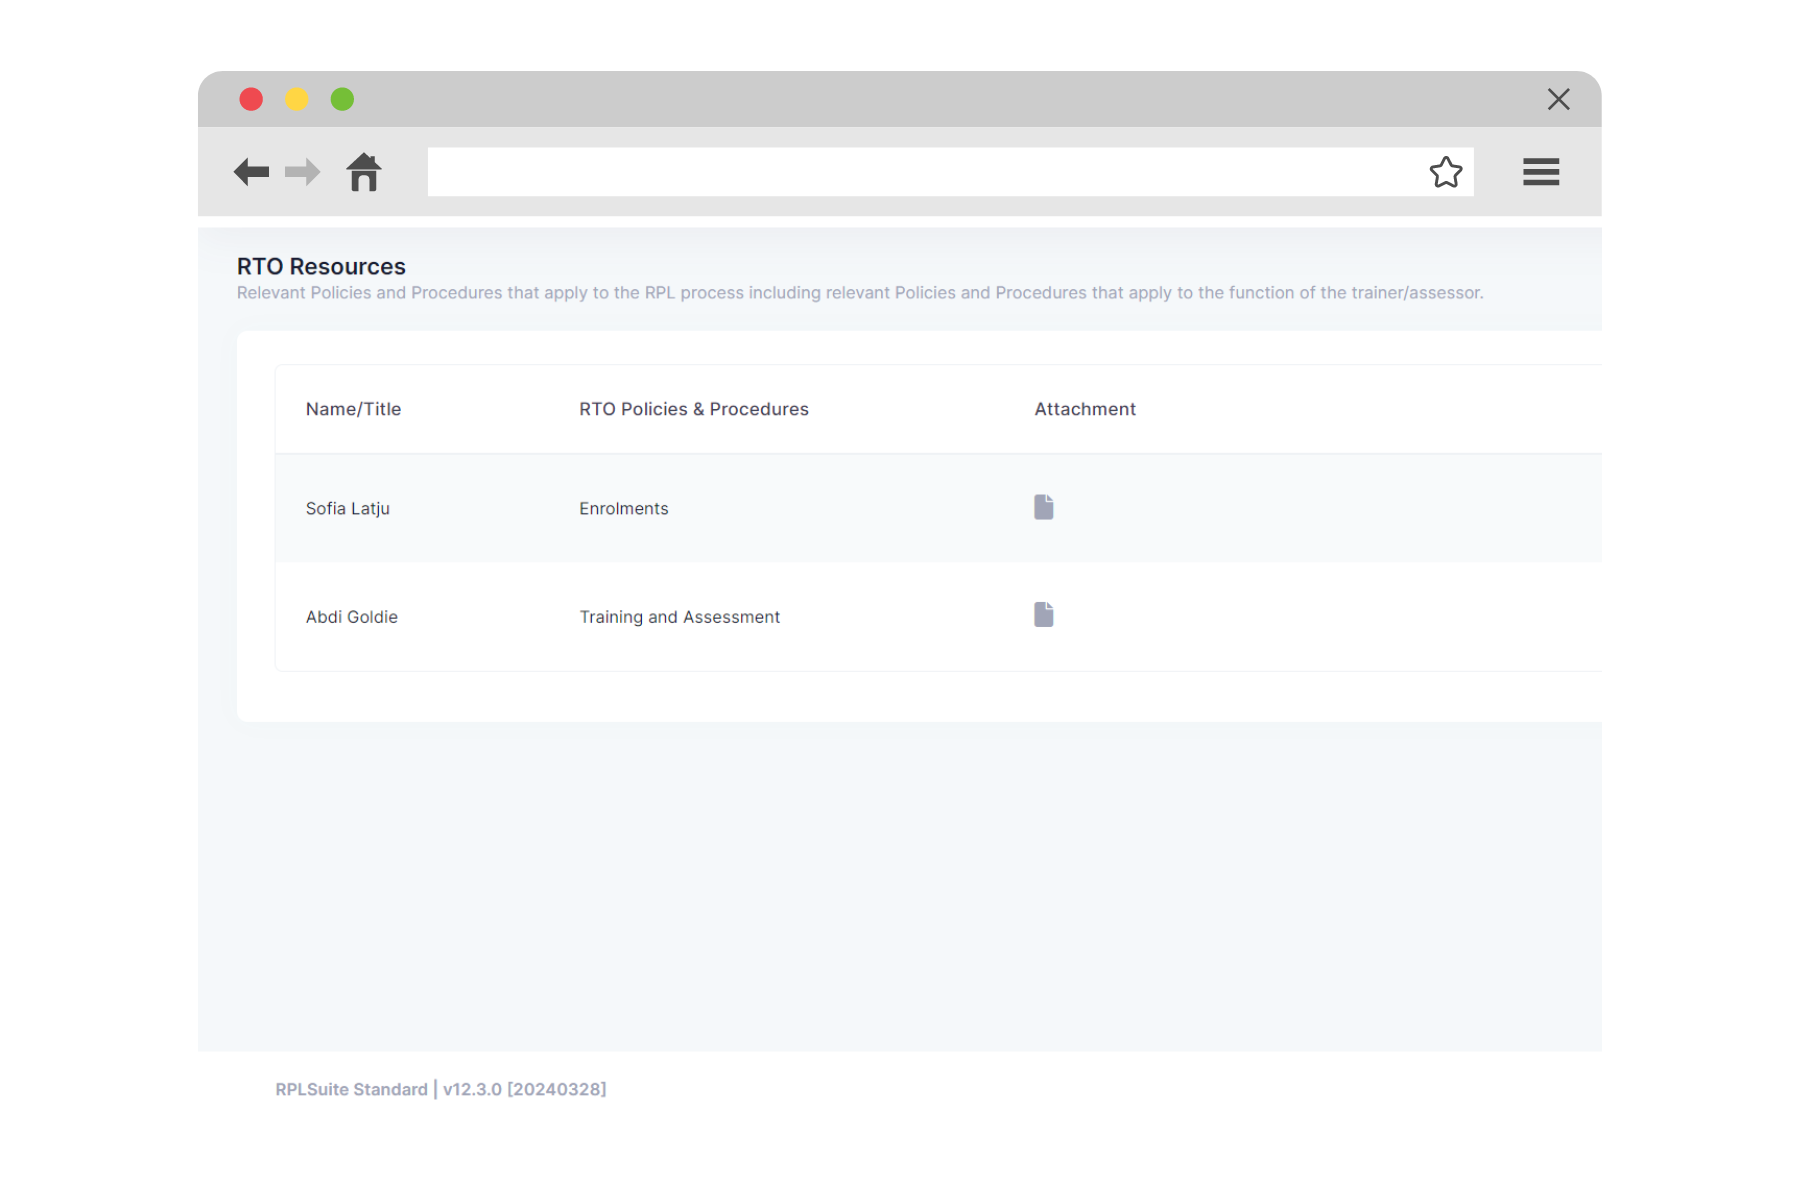 RTO Resources
Relevant Policies and Procedures that apply to the RPL process including relevant Policies and Procedures that apply to the function of the trainer/assessor.
Name/Title RTO Policies & Procedures Attachment
Sofia Latju Enrolments
Abdi Goldie Training and Assessment
RPLSuite Standard | v12.3.0 [20240328]